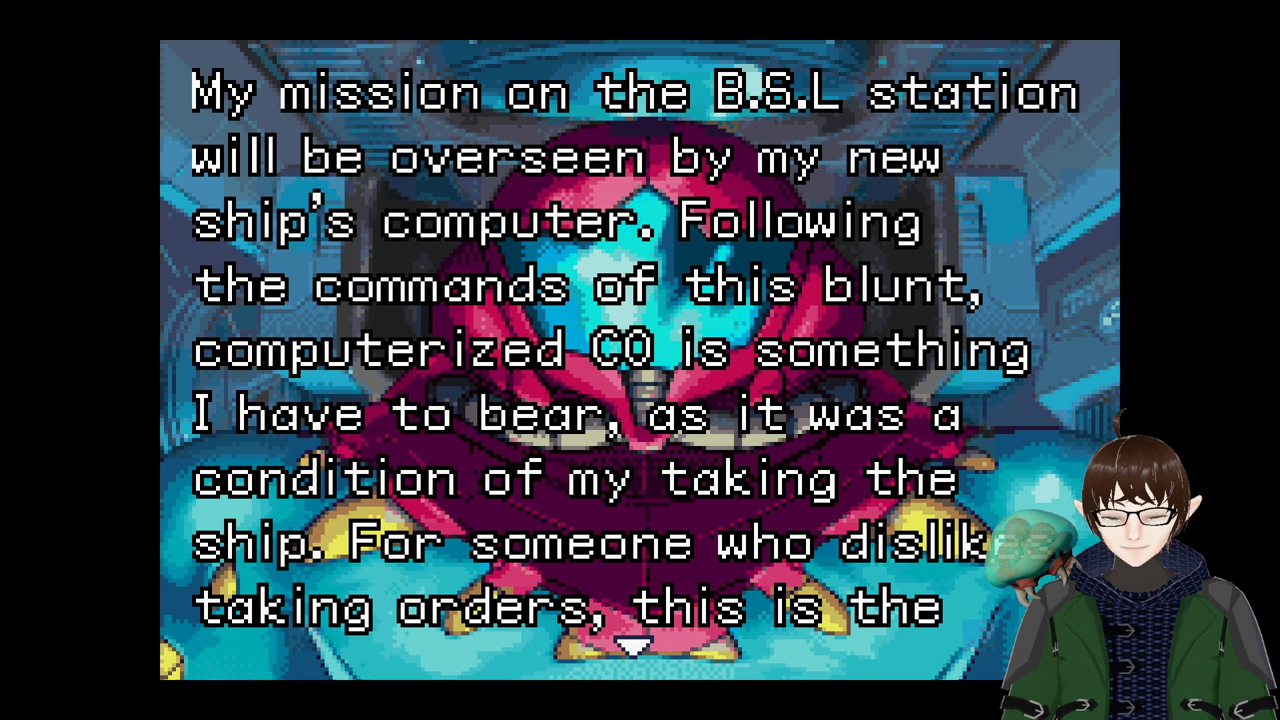 My mission on the B.S.L station
will be overseen by my new
ship's computer. Following
the commands of this blunt,
computerized CO is something
I have to bear, as it was a
condition of my taking the
ship. For someone who dislikes
taking orders, this is the